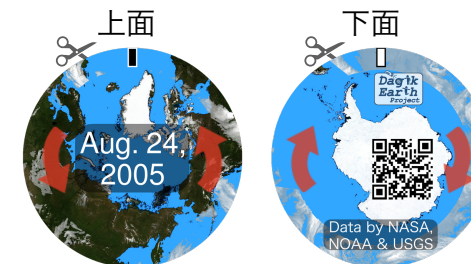 上面
下面
Aug. 24,
2005
Dagik
Earth
Project
Data by NASA,
NOAA & USGS